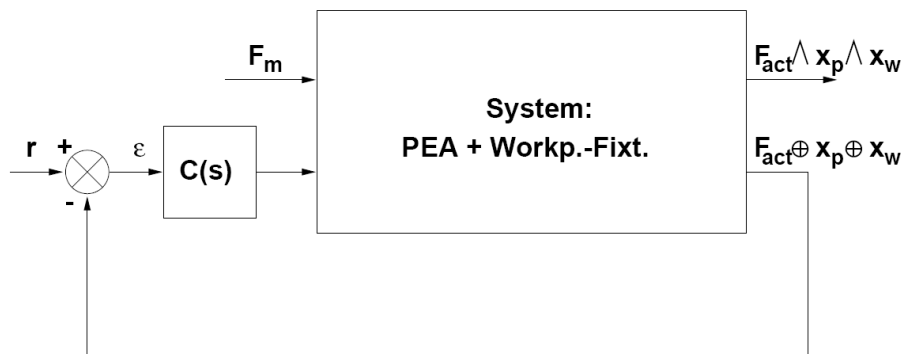 F_m
F_act ∧ x_p ∧ x_w
System:
PEA + Workp.-Fixt.
r
+
ε
C(s)
F_act ⊕ x_p ⊕ x_w
-